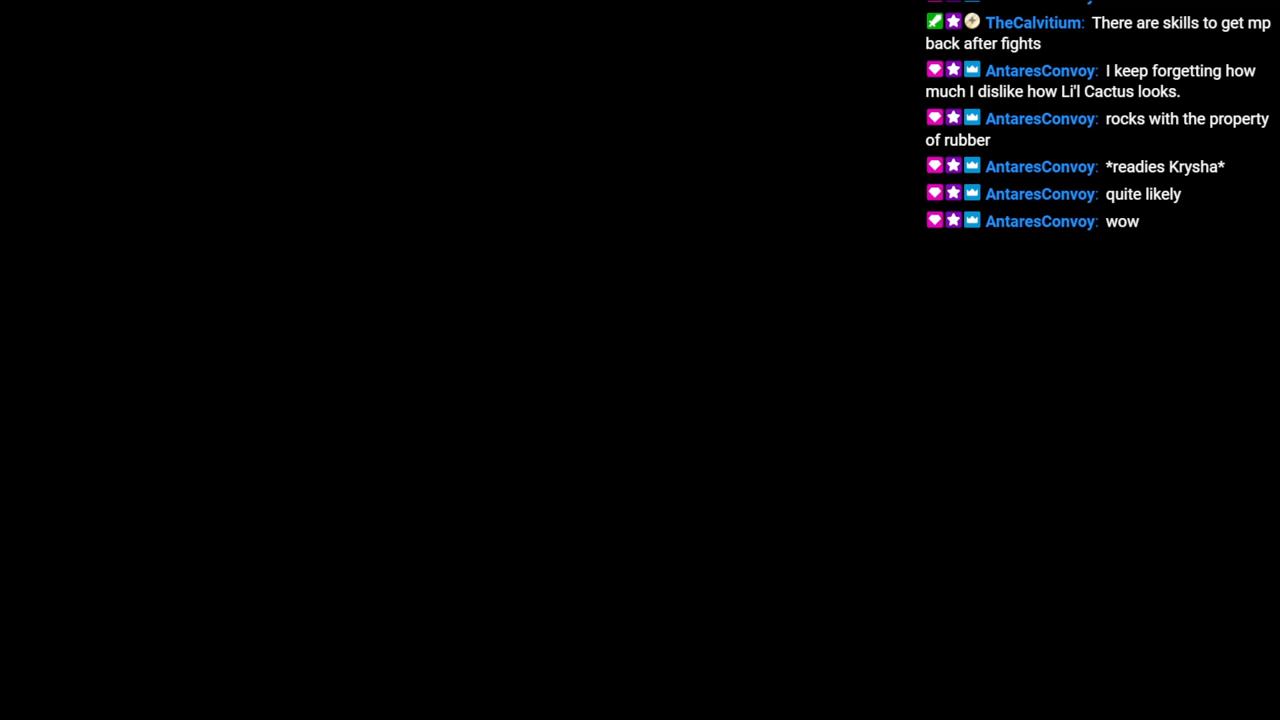 TheCalvitium: There are skills to get mp
back after fights
AntaresConvoy: I keep forgetting how
much I dislike how Li'l Cactus looks.
AntaresConvoy: rocks with the property
of rubber
AntaresConvoy: *readies Krysha*
AntaresConvoy: quite likely
AntaresConvoy: wow